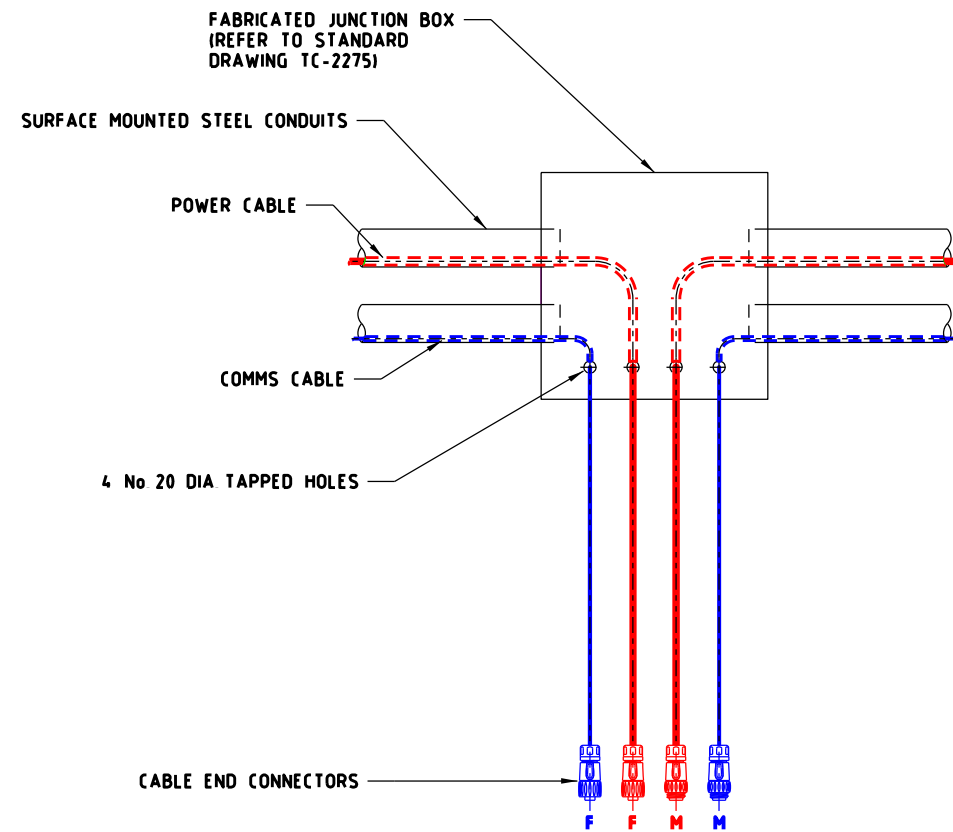 FABRICATED JUNCTION BOX
(REFER TO STANDARD
DRAWING TC-2275)
SURFACE MOUNTED STEEL CONDUITS
POWER CABLE
COMMS CABLE
4 No. 20 DIA. TAPPED HOLES
CABLE END CONNECTORS
F F M M